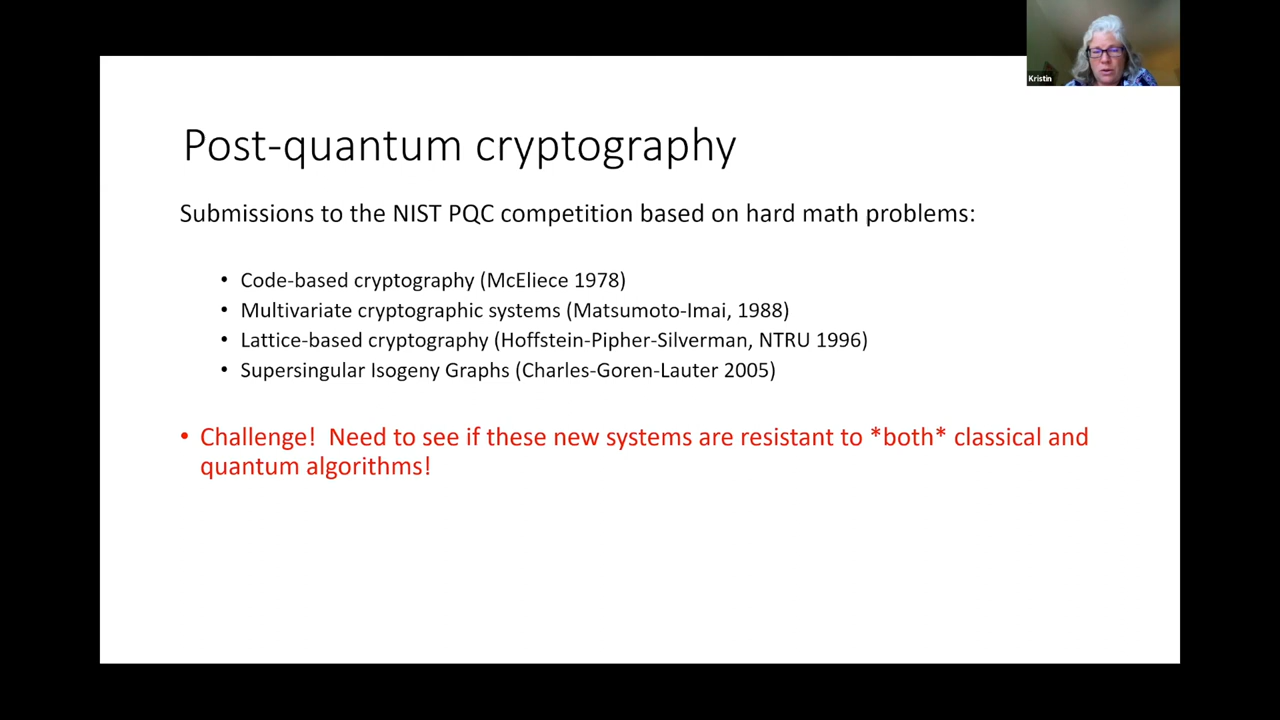 Kristin
Post-quantum cryptography
Submissions to the NIST PQC competition based on hard math problems:
• Code-based cryptography (McEliece 1978)
• Multivariate cryptographic systems (Matsumoto-Imai, 1988)
• Lattice-based cryptography (Hoffstein-Pipher-Silverman, NTRU 1996)
• Supersingular Isogeny Graphs (Charles-Goren-Lauter 2005)
• Challenge! Need to see if these new systems are resistant to *both* classical and
quantum algorithms!